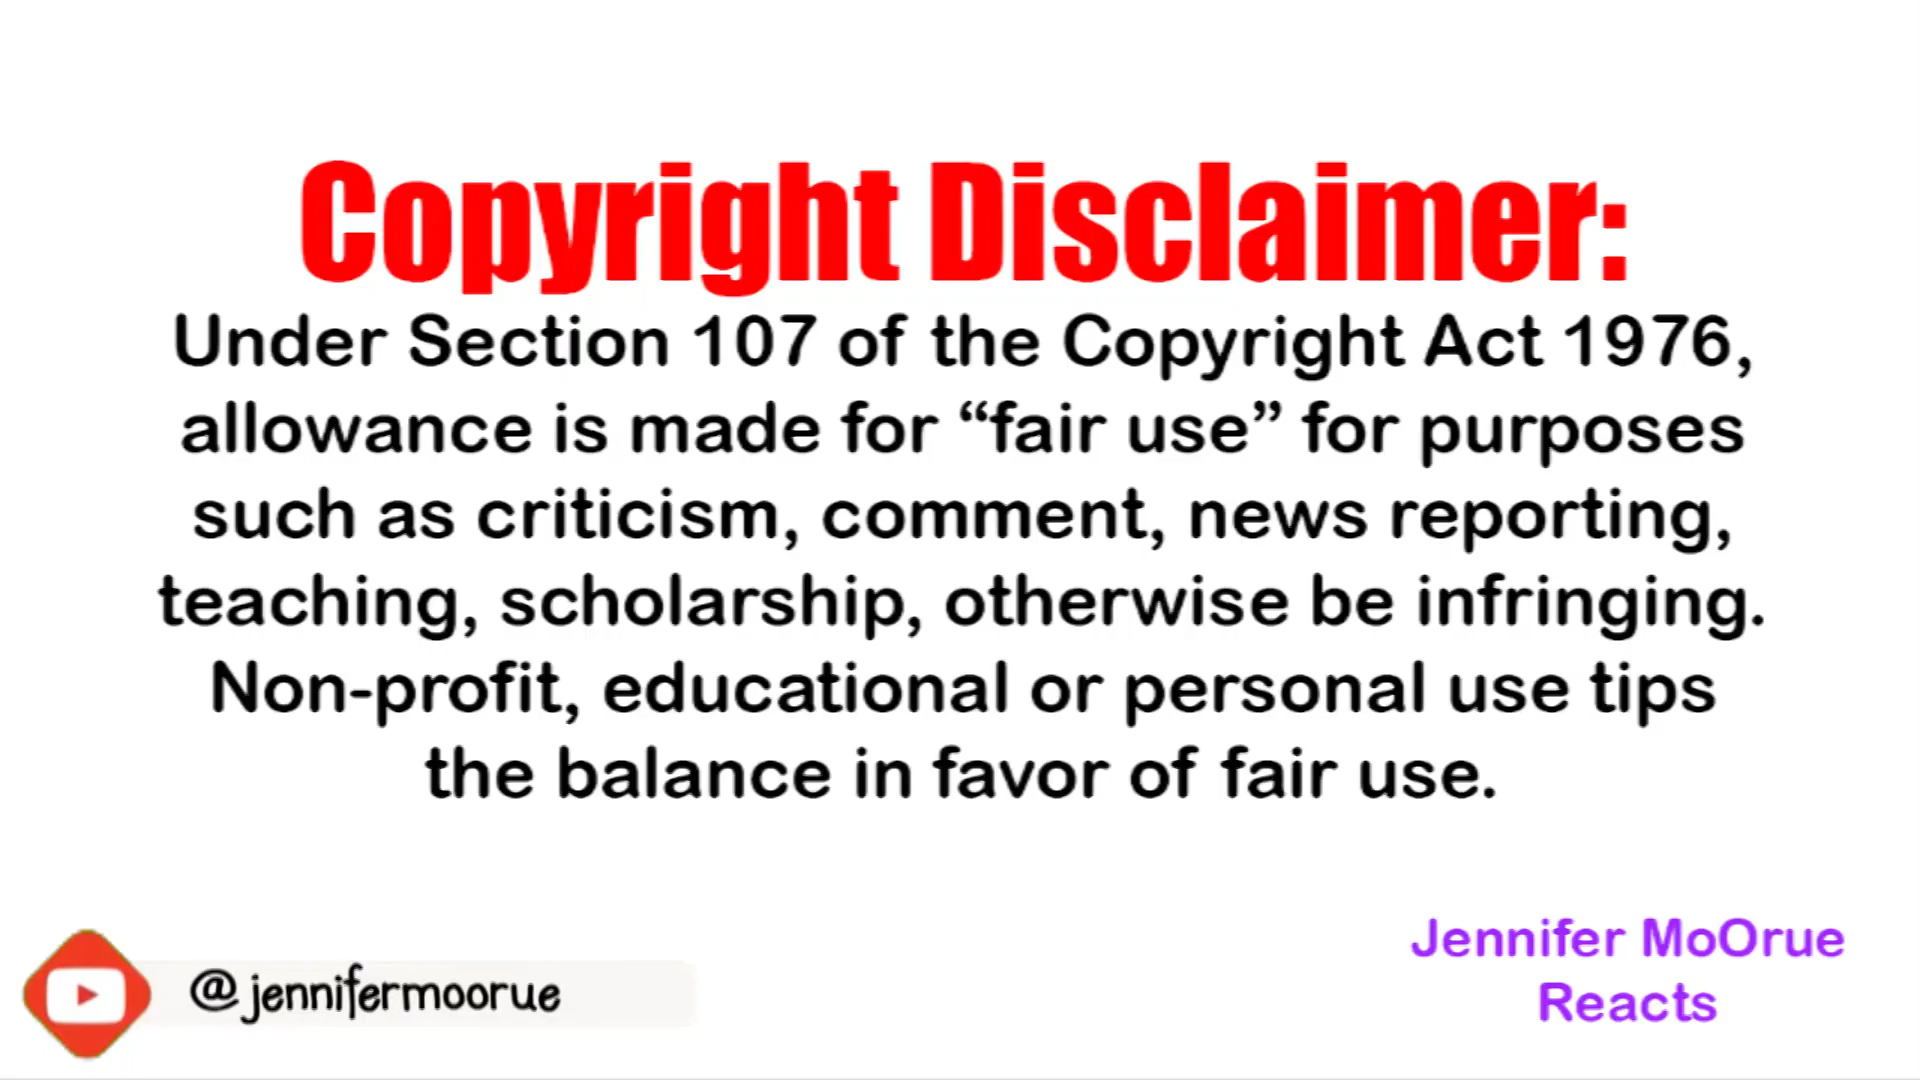 Copyright Disclaimer:
Under Section 107 of the Copyright Act 1976,
allowance is made for “fair use” for purposes
such as criticism, comment, news reporting,
teaching, scholarship, otherwise be infringing.
Non-profit, educational or personal use tips
the balance in favor of fair use.
@jennifermoorue
Jennifer MoOrue
Reacts